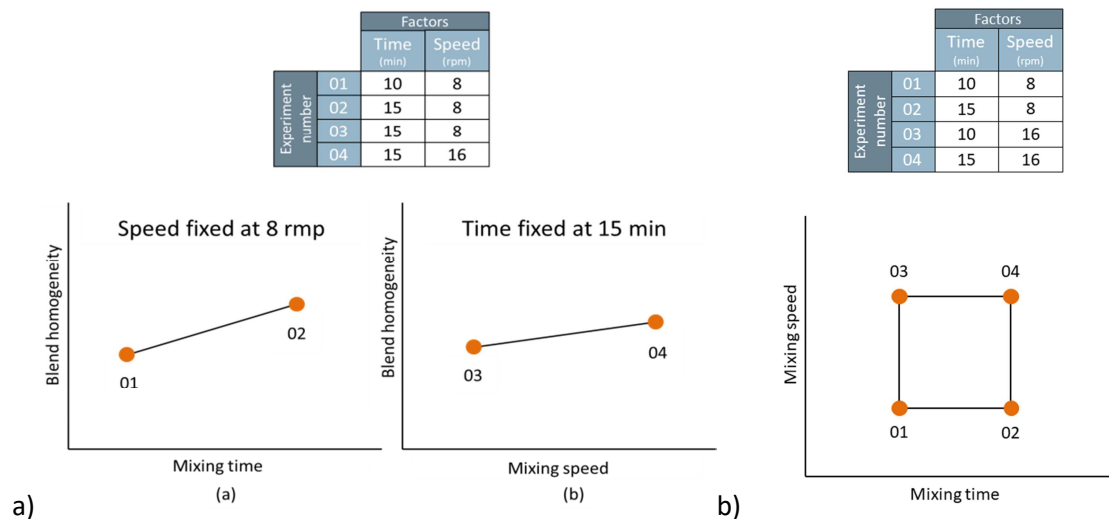 Factors
Time Speed
(min) (rpm)
Experiment number
01 10 8
02 15 8
03 15 8
04 15 16
Factors
Time Speed
(min) (rpm)
Experiment number
01 10 8
02 15 8
03 10 16
04 15 16
a)
Speed fixed at 8 rmp
Blend homogeneity
01
02
Mixing time
(a)
Time fixed at 15 min
Blend homogeneity
03
04
Mixing speed
(b)
b)
Mixing speed
03 04
01 02
Mixing time